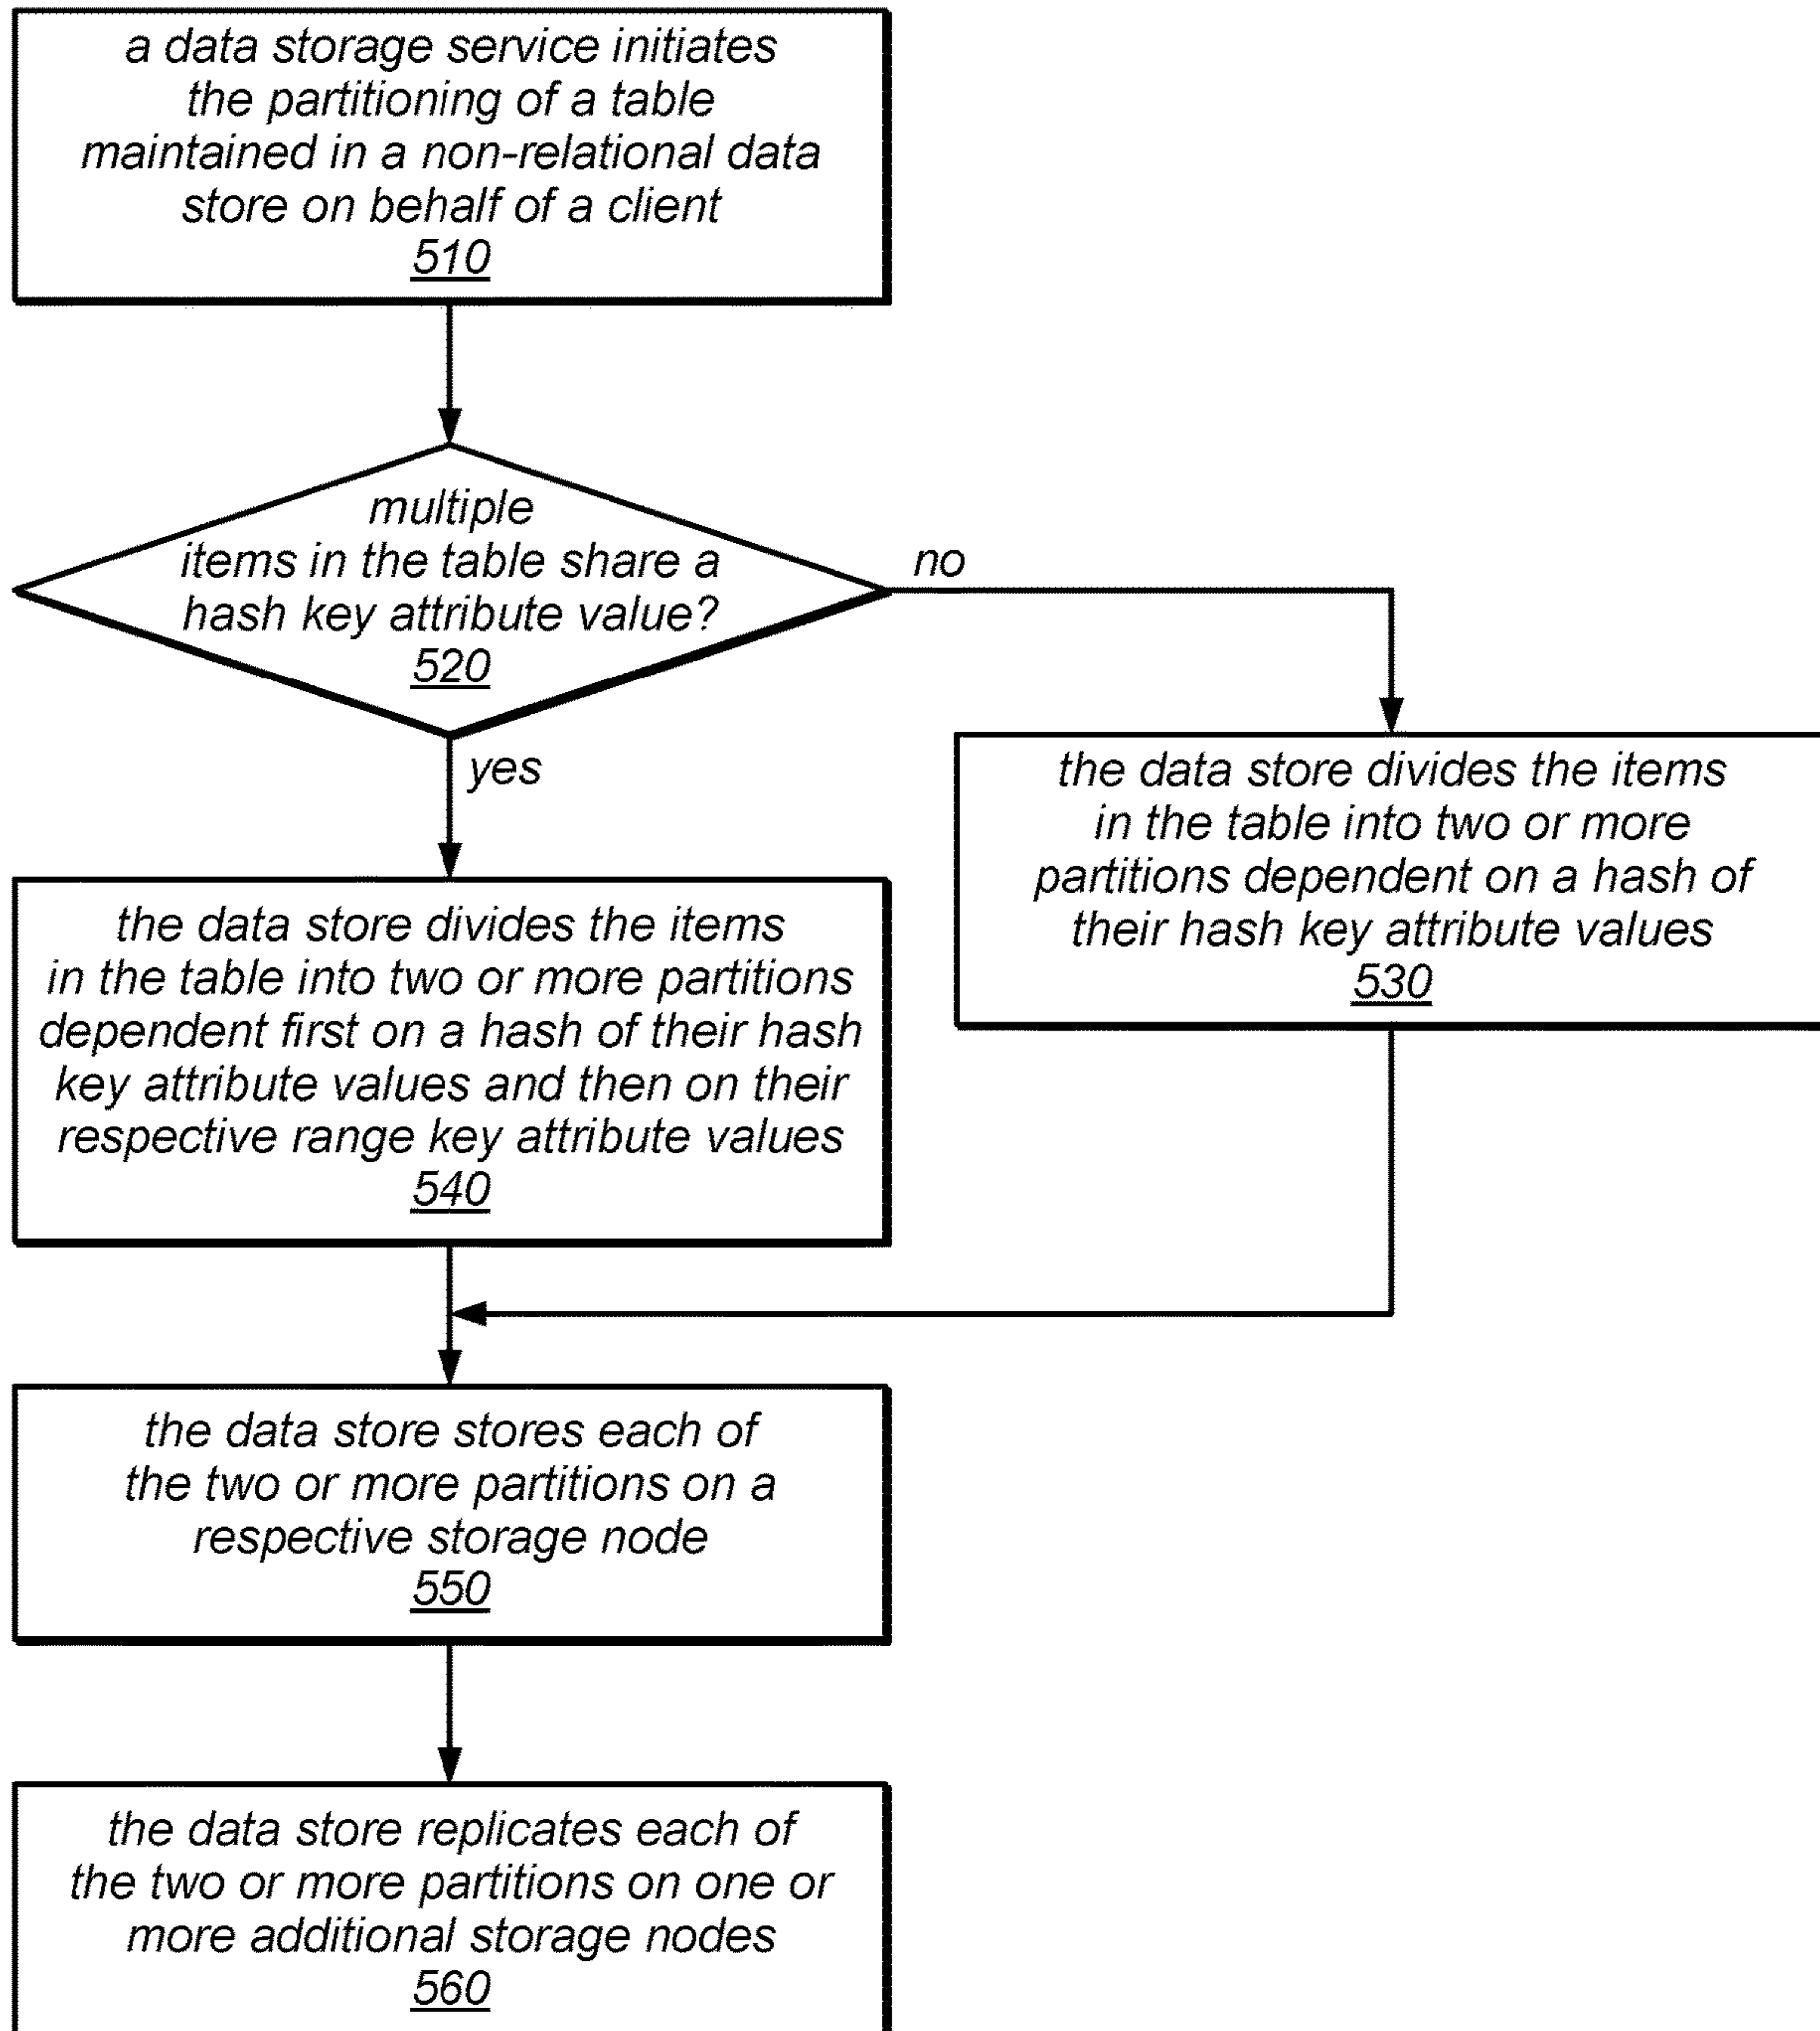 a data storage service initiates
the partitioning of a table
maintained in a non-relational data
store on behalf of a client
510
multiple
items in the table share a
hash key attribute value?
520
no
yes
the data store divides the items
in the table into two or more
partitions dependent on a hash of
their hash key attribute values
530
the data store divides the items
in the table into two or more partitions
dependent first on a hash of their hash
key attribute values and then on their
respective range key attribute values
540
the data store stores each of
the two or more partitions on a
respective storage node
550
the data store replicates each of
the two or more partitions on one or
more additional storage nodes
560